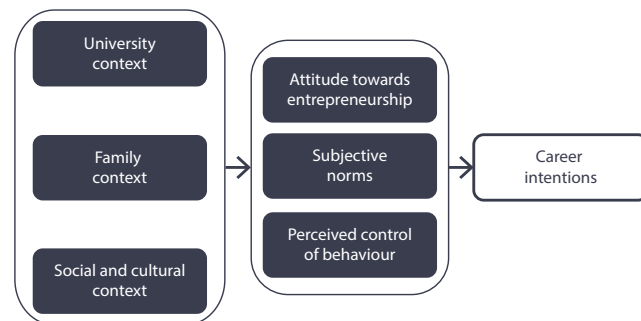 University
context
Family
context
Social and cultural
context
Attitude towards
entrepreneurship
Subjective
norms
Perceived control
of behaviour
Career
intentions